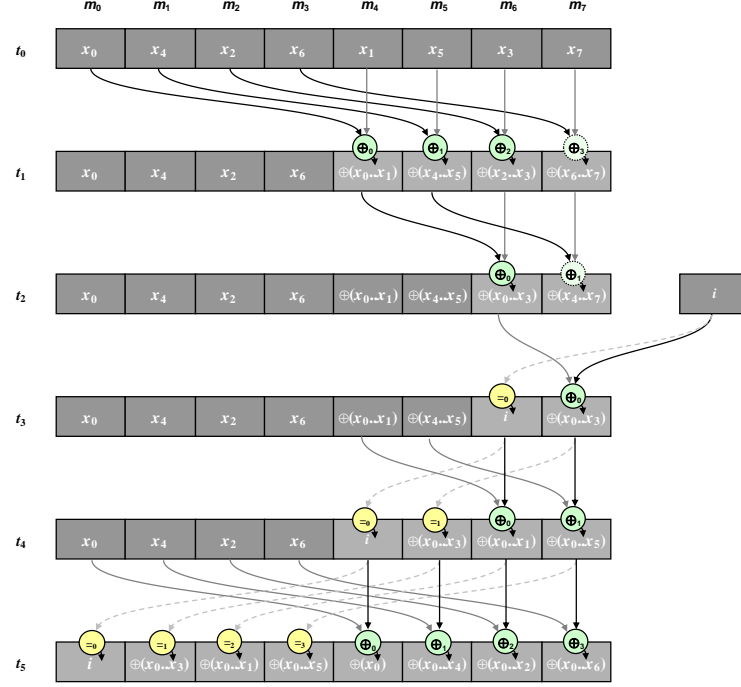 m₀ m₁ m₂ m₃ m₄ m₅ m₆ m₇
t₀ x₀ x₄ x₂ x₆ x₁ x₅ x₃ x₇
⊕₀ ⊕₁ ⊕₂ ⊕₃
t₁ x₀ x₄ x₂ x₆ ⊕(x₀..x₁) ⊕(x₄..x₅) ⊕(x₂..x₃) ⊕(x₆..x₇)
⊕₀ ⊕₁
t₂ x₀ x₄ x₂ x₆ ⊕(x₀..x₁) ⊕(x₄..x₅) ⊕(x₀..x₃) ⊕(x₄..x₇) i
=₀ ⊕₀
t₃ x₀ x₄ x₂ x₆ ⊕(x₀..x₁) ⊕(x₄..x₅) i ⊕(x₀..x₃)
=₀ =₁ ⊕₀ ⊕₁
t₄ x₀ x₄ x₂ x₆ i ⊕(x₀..x₃) ⊕(x₀..x₁) ⊕(x₀..x₅)
=₀ =₁ =₂ =₃ ⊕₀ ⊕₁ ⊕₂ ⊕₃
t₅ i ⊕(x₀..x₃) ⊕(x₀..x₁) ⊕(x₀..x₅) ⊕(x₀) ⊕(x₀..x₄) ⊕(x₀..x₂) ⊕(x₀..x₆)